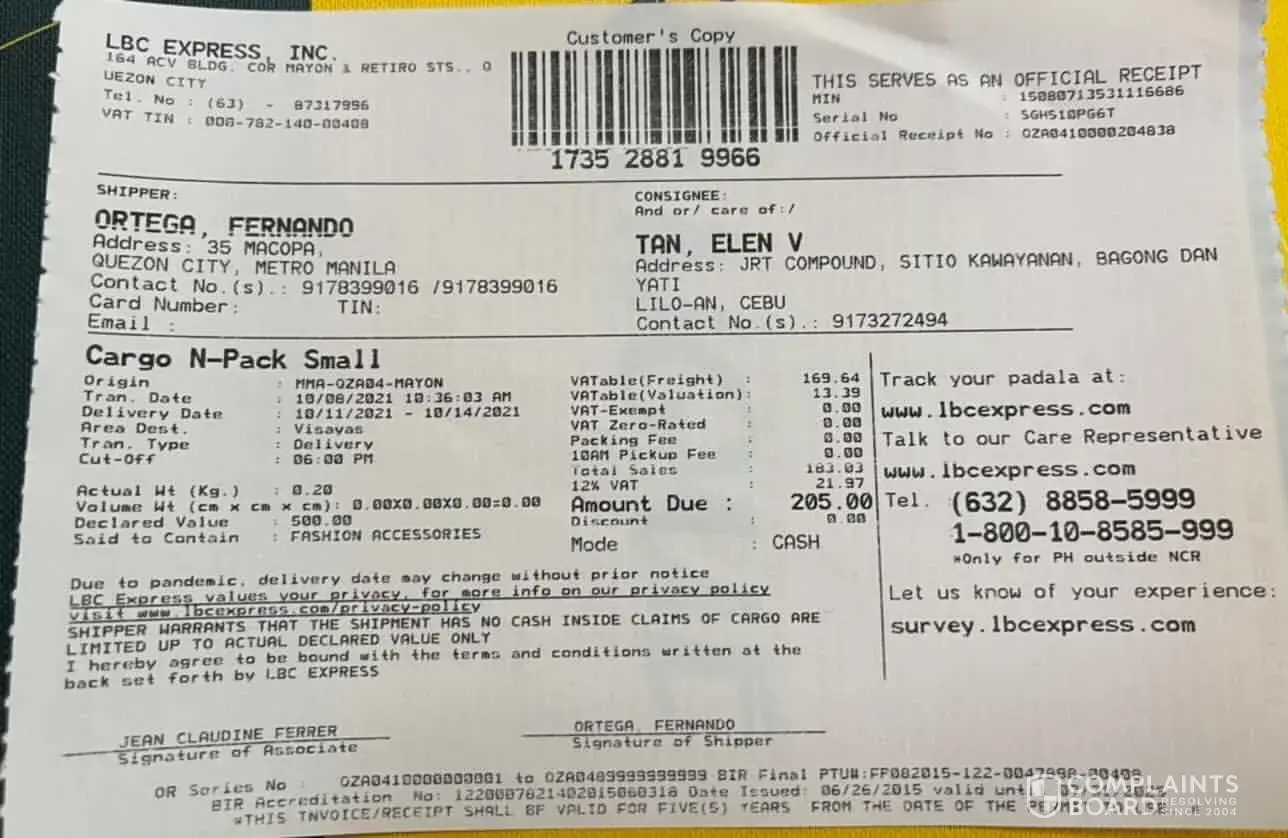 LBC EXPRESS, INC.
164 ACV BLDG. COR MAYON & RETIRO STS., Q
UEZON CITY
Tel. No : (63) - 87317996
VAT TIN : 000-782-140-00408
Customer's Copy
1735 2881 9966
THIS SERVES AS AN OFFICIAL RECEIPT
MIN : 15080713531116686
Serial No : SGH510PG6T
Official Receipt No : QZA0410000204838
SHIPPER:
ORTEGA, FERNANDO
Address: 35 MACOPA,
QUEZON CITY, METRO MANILA
Contact No.(s).: 9178399016 /9178399016
Card Number: TIN:
Email :
CONSIGNEE:
And or/ care of:/
TAN, ELEN V
Address: JRT COMPOUND, SITIO KAWAYANAN, BAGONG DAN
YATI
LILO-AN, CEBU
Contact No.(s).: 9173272494
Cargo N-Pack Small
Origin : MMA-QZA04-MAYON
Tran. Date : 10/08/2021 10:36:03 AM
Delivery Date : 10/11/2021 - 10/14/2021
Area Dest. : Visayas
Tran. Type : Delivery
Cut-Off : 06:00 PM
Actual Wt (Kg.) : 0.20
Volume Wt (cm x cm x cm): 0.00X0.00X0.00=0.00
Declared Value : 500.00
Said to Contain : FASHION ACCESSORIES
VATable(Freight) : 169.64
VATable(Valuation): 13.39
VAT-Exempt : 0.00
VAT Zero-Rated : 0.00
Packing Fee : 0.00
10AM Pickup Fee : 0.00
Total Sales : 183.03
12% VAT : 21.97
Amount Due : 205.00
Discount : 0.00
Mode : CASH
Track your padala at:
www.lbcexpress.com
Talk to our Care Representative
www.lbcexpress.com
Tel. (632) 8858-5999
1-800-10-8585-999
*Only for PH outside NCR
Let us know of your experience:
survey.lbcexpress.com
Due to pandemic, delivery date may change without prior notice
LBC Express values your privacy, for more info on our privacy policy
visit www.lbcexpress.com/privacy-policy
SHIPPER WARRANTS THAT THE SHIPMENT HAS NO CASH INSIDE CLAIMS OF CARGO ARE
LIMITED UP TO ACTUAL DECLARED VALUE ONLY
I hereby agree to be bound with the terms and conditions written at the
back set forth by LBC EXPRESS
JEAN CLAUDINE FERRER
Signature of Associate
ORTEGA, FERNANDO
Signature of Shipper
OR Series No : QZA0410000000001 to QZA0489999999999 BIR Final PTU#:FP082015-122-0047998-00408
BIR Accreditation No: 1220007821402015060318 Date Issued: 06/26/2015 valid unt
*THIS INVOICE/RECEIPT SHALL BE VALID FOR FIVE(5) YEARS FROM THE DATE OF THE
COMPLAINTS
BOARD RESOLVING
SINCE 2004